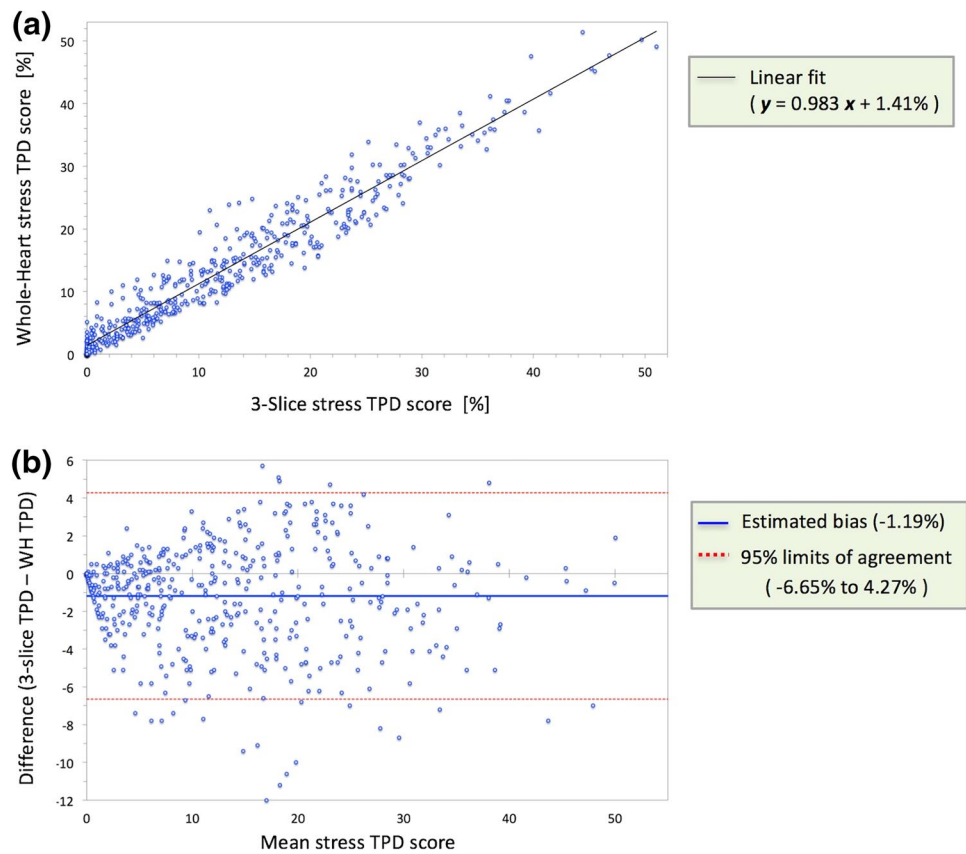 (a)
Whole-Heart stress TPD score [%]
50
40
30
20
10
0
0 10 20 30 40 50
3-Slice stress TPD score [%]
Linear fit
( y = 0.983 x + 1.41% )
(b)
Difference (3-slice TPD – WH TPD)
6
4
2
0
-2
-4
-6
-8
-10
-12
0 10 20 30 40 50
Mean stress TPD score
Estimated bias (-1.19%)
95% limits of agreement
( -6.65% to 4.27% )